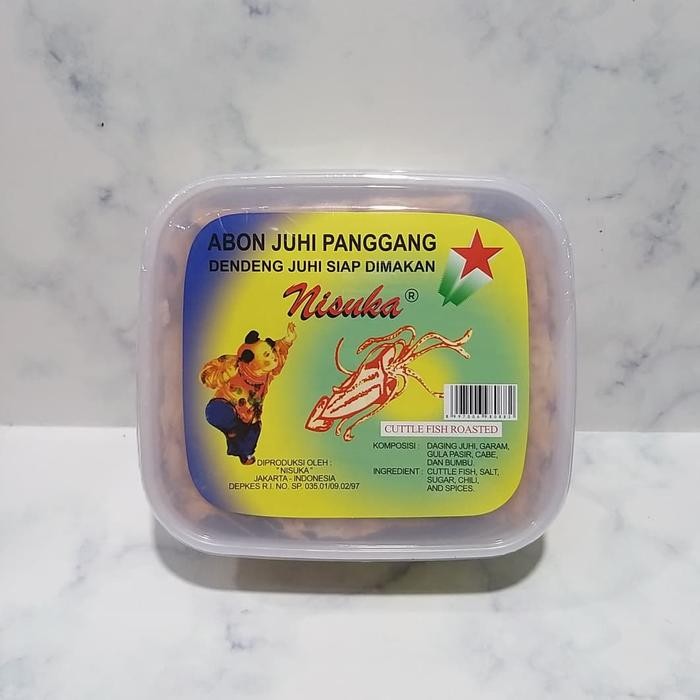 ABON JUHI PANGGANG
DENDENG JUHI SIAP DIMAKAN
Nisuka®
CUTTLE FISH ROASTED
KOMPOSISI : DAGING JUHI, GARAM,
GULA PASIR, CABE,
DAN BUMBU.
INGREDIENT : CUTTLE FISH, SALT,
SUGAR, CHILI,
AND SPICES.
DIPRODUKSI OLEH :
"NISUKA"
JAKARTA - INDONESIA
DEPKES R.I. NO. SP. 035.01/09.02/97